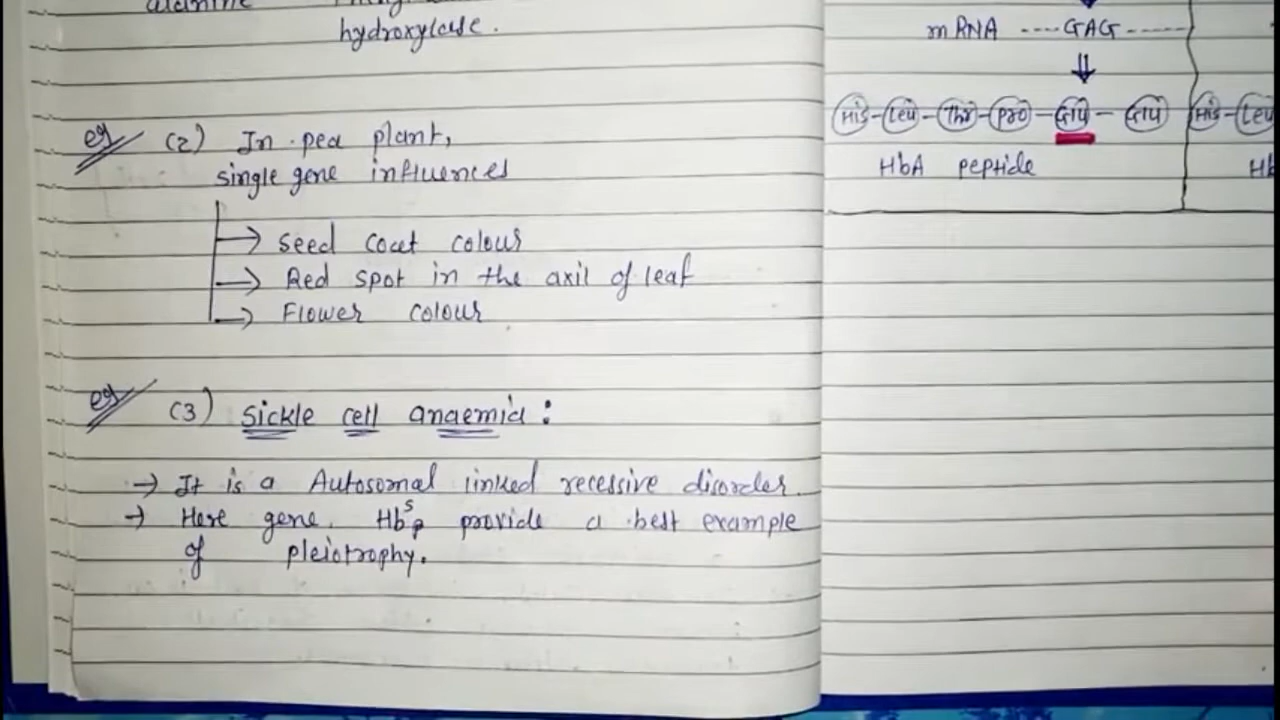 hydroxylase.
eg (2) In pea plant,
single gene influences
→ Seed coat colour
→ Red spot in the axil of leaf
→ Flower colour
eg (3) Sickle cell anaemia :
→ It is a Autosomal linked recessive disorder.
→ Here gene, Hbˢ provide a best example
of pleiotrophy.
mRNA ----GAG-----
⇓
His-Leu-Thr-Pro-Glu-Glu
HbA peptide
His-Leu
Hb